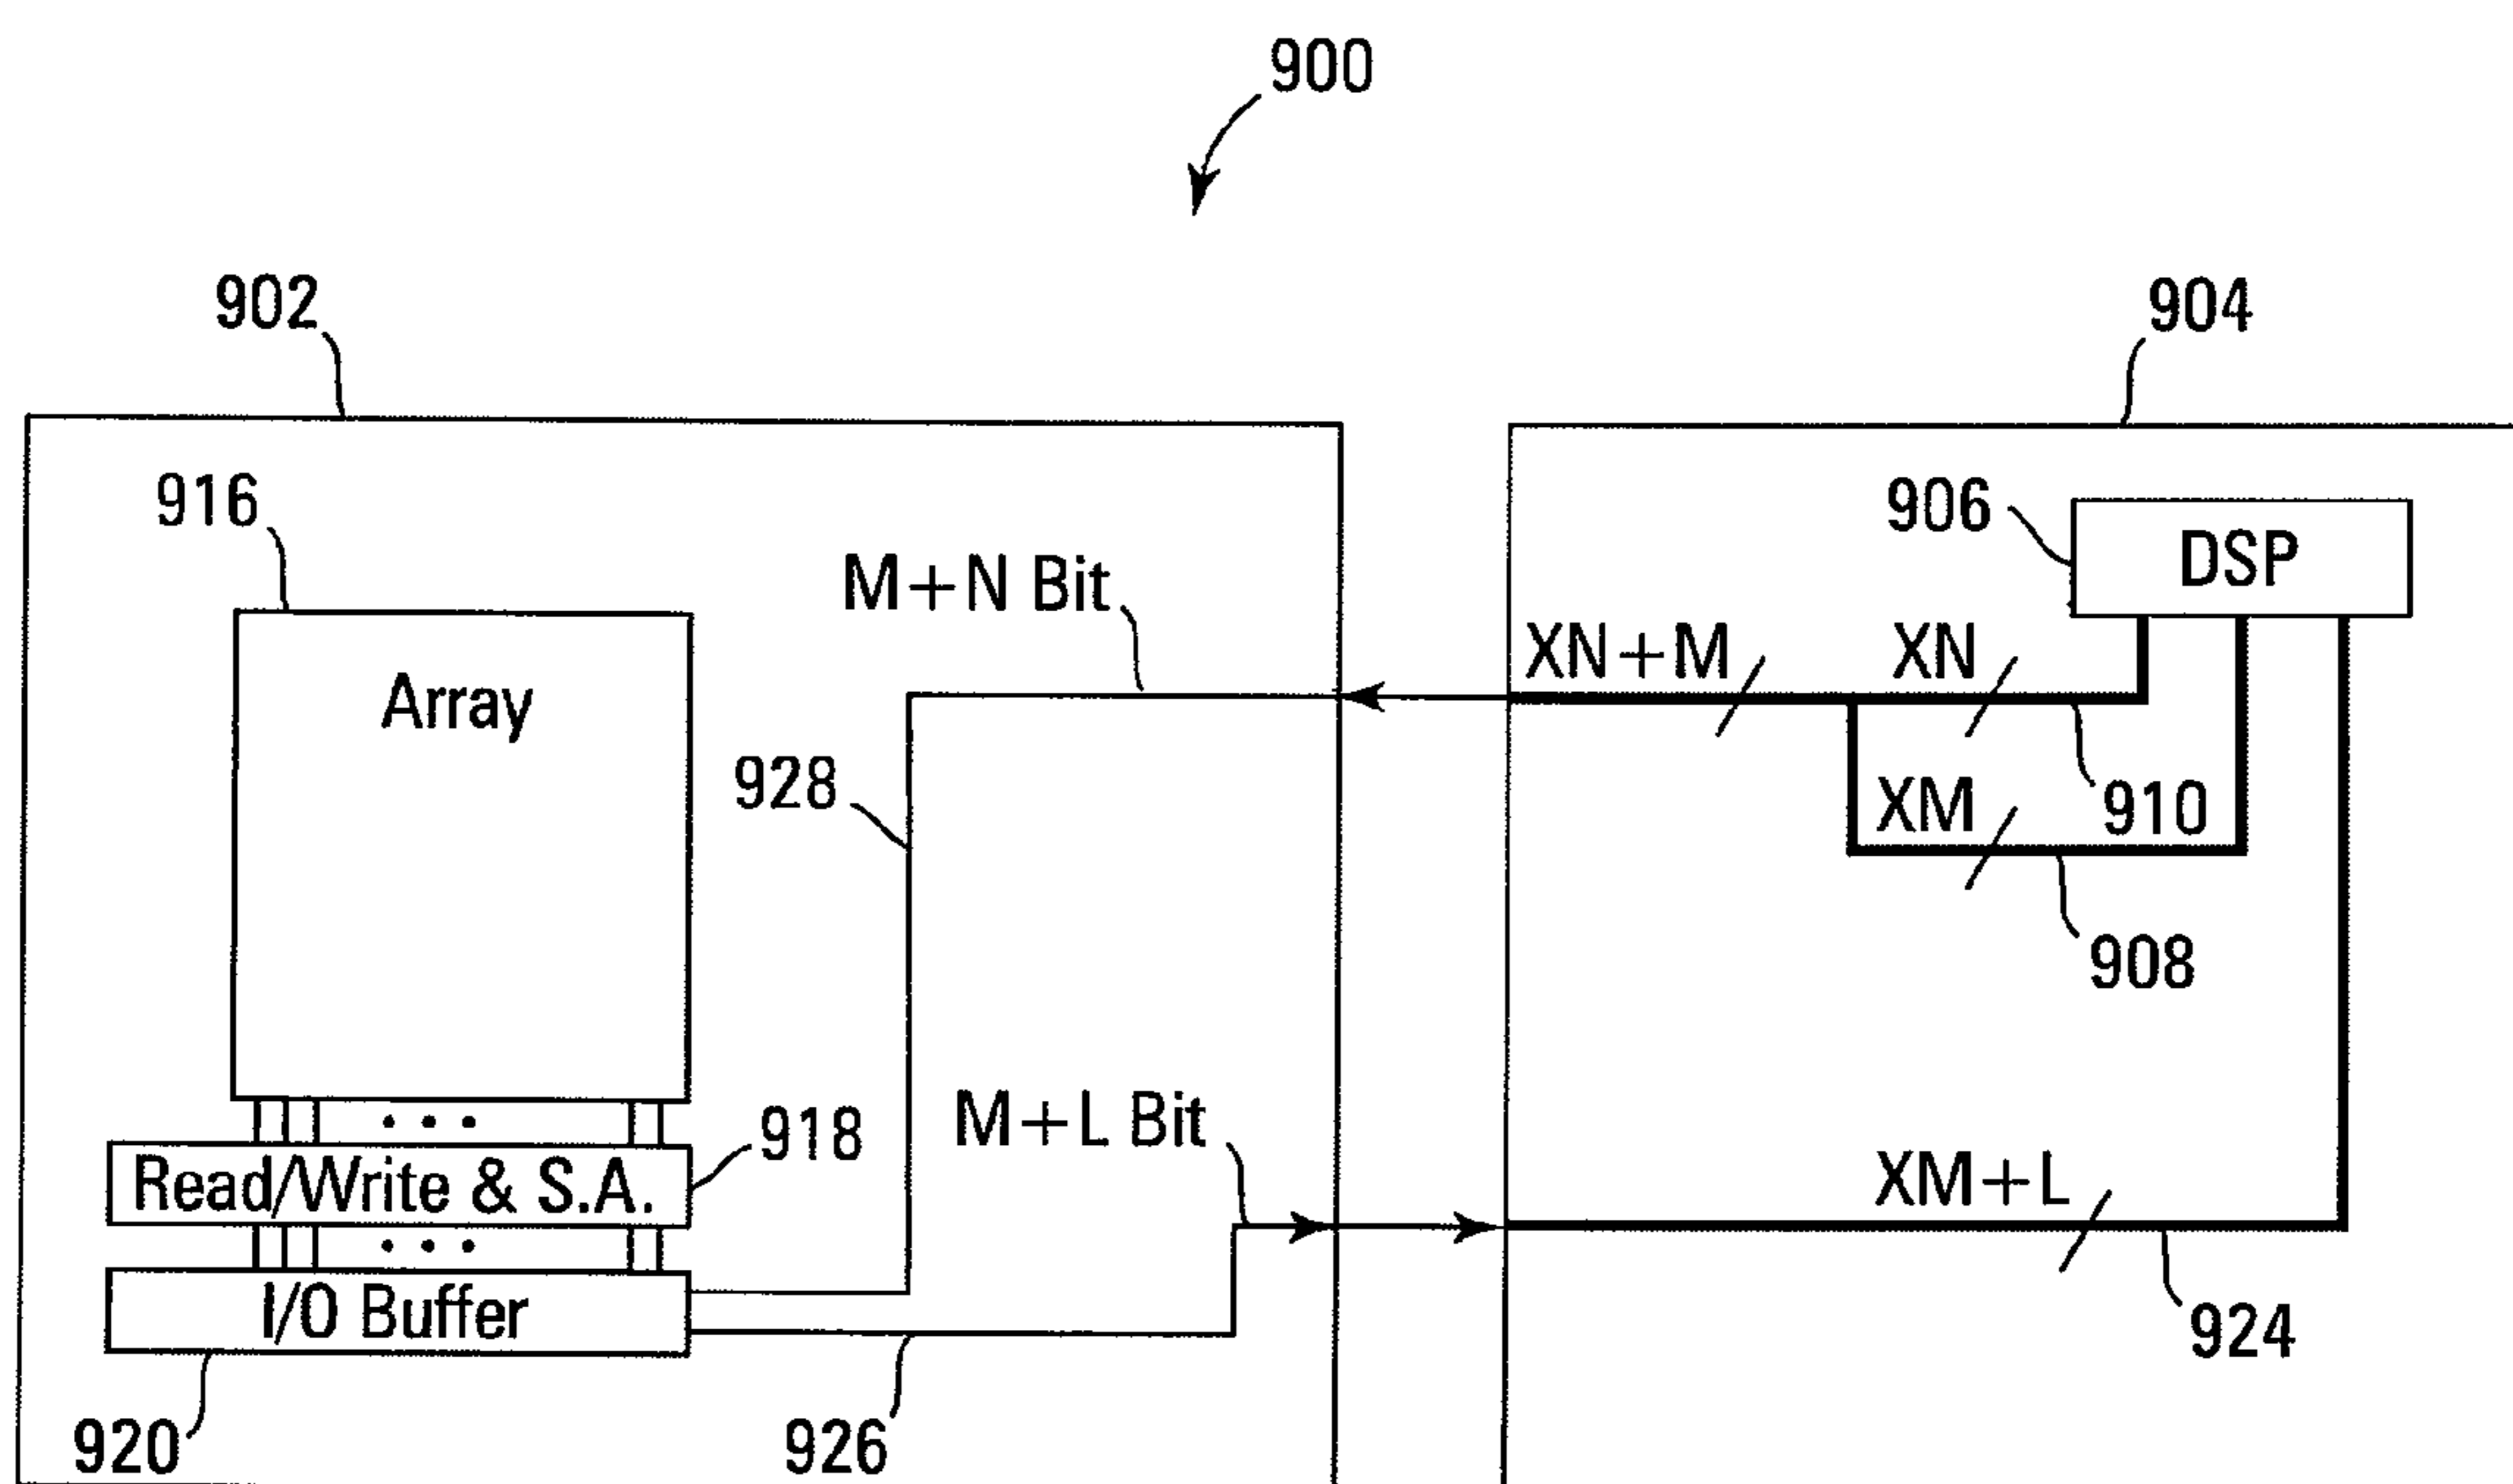 900
902
904
916
906
DSP
M+N Bit
XN+M
XN
Array
928
XM
910
908
M+L Bit
918
Read/Write & S.A.
XM+L
I/O Buffer
924
920
926